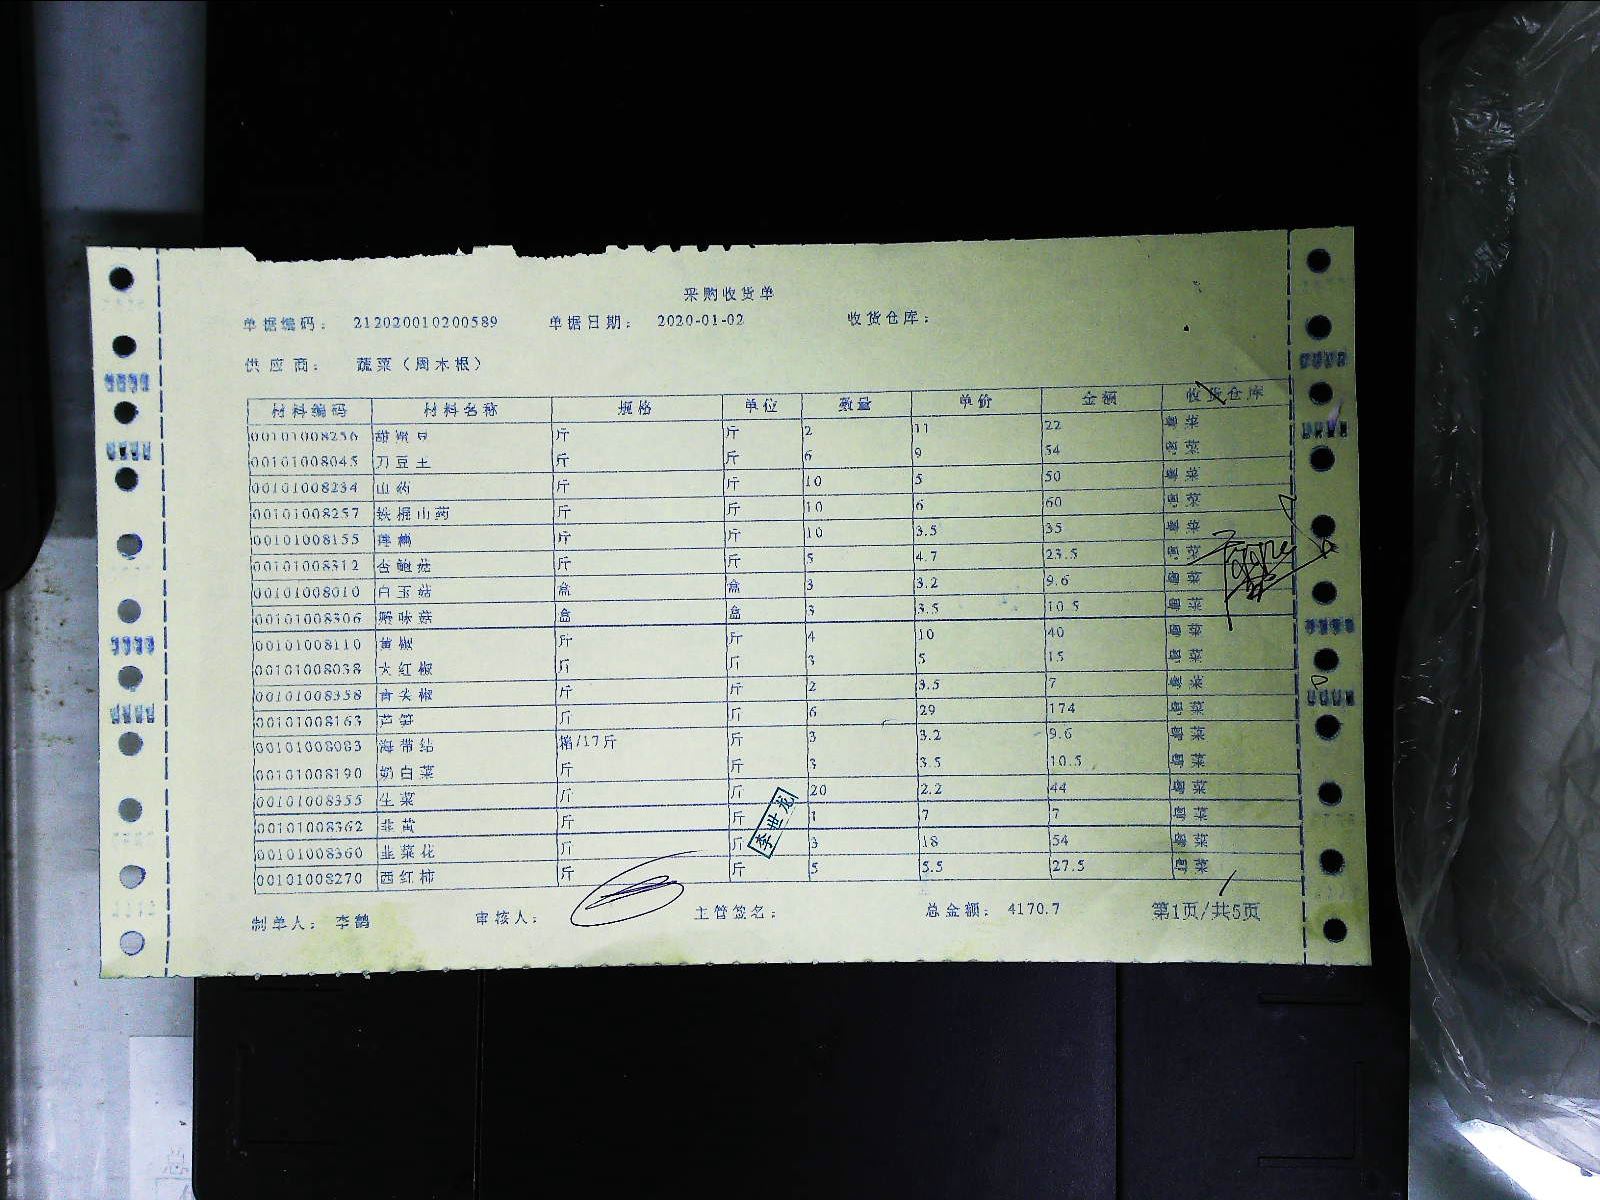 采购收货单
单据编码： 212020010200589 单据日期： 2020-01-02 收货仓库：
供应商： 蔬菜（周木根）
材料编码 材料名称 规格 单位 数量 单价 金额 收货仓库
00101008256 甜蜜豆 斤 斤 2 11 22 粤菜
00101008045 刀豆王 斤 斤 6 9 54 粤菜
00101008234 山药 斤 斤 10 5 50 粤菜
00101008257 铁棍山药 斤 斤 10 6 60 粤菜
00101008155 莲藕 斤 斤 10 3.5 35 粤菜
00101008312 杏鲍菇 斤 斤 5 4.7 23.5 粤菜
00101008010 白玉菇 盒 盒 3 3.2 9.6 粤菜
00101008306 蟹味菇 盒 盒 3 3.5 10.5 粤菜
00101008110 黄椒 斤 斤 4 10 40 粤菜
00101008038 大红椒 斤 斤 3 5 15 粤菜
00101008358 青尖椒 斤 斤 2 3.5 7 粤菜
00101008163 芦笋 斤 斤 6 29 174 粤菜
00101008083 海带结 箱/17斤 斤 3 3.2 9.6 粤菜
00101008190 奶白菜 斤 斤 3 3.5 10.5 粤菜
00101008355 生菜 斤 斤 20 2.2 44 粤菜
00101008362 韭黄 斤 斤 1 7 7 粤菜
00101008360 韭菜花 斤 斤 3 18 54 粤菜
00101008270 西红柿 斤 斤 5 5.5 27.5 粤菜
李世龙
制单人： 李鹤 审核人： 主管签名： 总金额： 4170.7 第1页/共5页